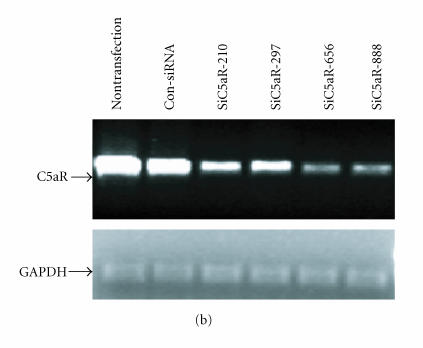 Nontransfection
Con-siRNA
SiC5aR-210
SiC5aR-297
SiC5aR-656
SiC5aR-888
C5aR
GAPDH
(b)